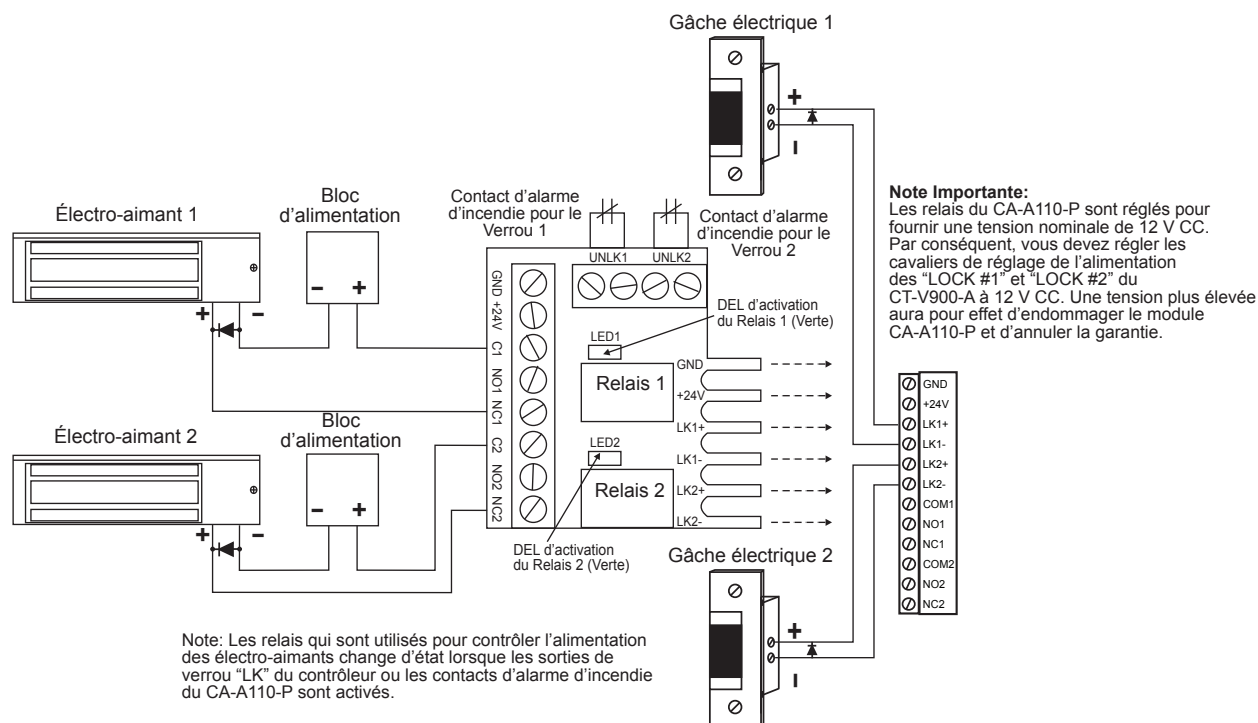 Gâche électrique 1
+
–
Note Importante:
Les relais du CA-A110-P sont réglés pour
fournir une tension nominale de 12 V CC.
Par conséquent, vous devez régler les
cavaliers de réglage de l'alimentation
des “LOCK #1” et “LOCK #2” du
CT-V900-A à 12 V CC. Une tension plus élevée
aura pour effet d'endommager le module
CA-A110-P et d'annuler la garantie.
Électro-aimant 1
+ –
Bloc
d'alimentation
– +
Contact d'alarme
d'incendie pour le
Verrou 1
Contact d'alarme
d'incendie pour le
Verrou 2
UNLK1 UNLK2
GND
+24V
C1
NO1
NC1
C2
NO2
NC2
DEL d'activation
du Relais 1 (Verte)
LED1
Relais 1
LED2
Relais 2
GND
+24V
LK1+
LK1-
LK2+
LK2-
DEL d'activation
du Relais 2 (Verte)
Électro-aimant 2
+ –
Bloc
d'alimentation
– +
GND
+24V
LK1+
LK1-
LK2+
LK2-
COM1
NO1
NC1
COM2
NO2
NC2
Gâche électrique 2
+
–
Note: Les relais qui sont utilisés pour contrôler l'alimentation
des électro-aimants change d'état lorsque les sorties de
verrou “LK” du contrôleur ou les contacts d'alarme d'incendie
du CA-A110-P sont activés.